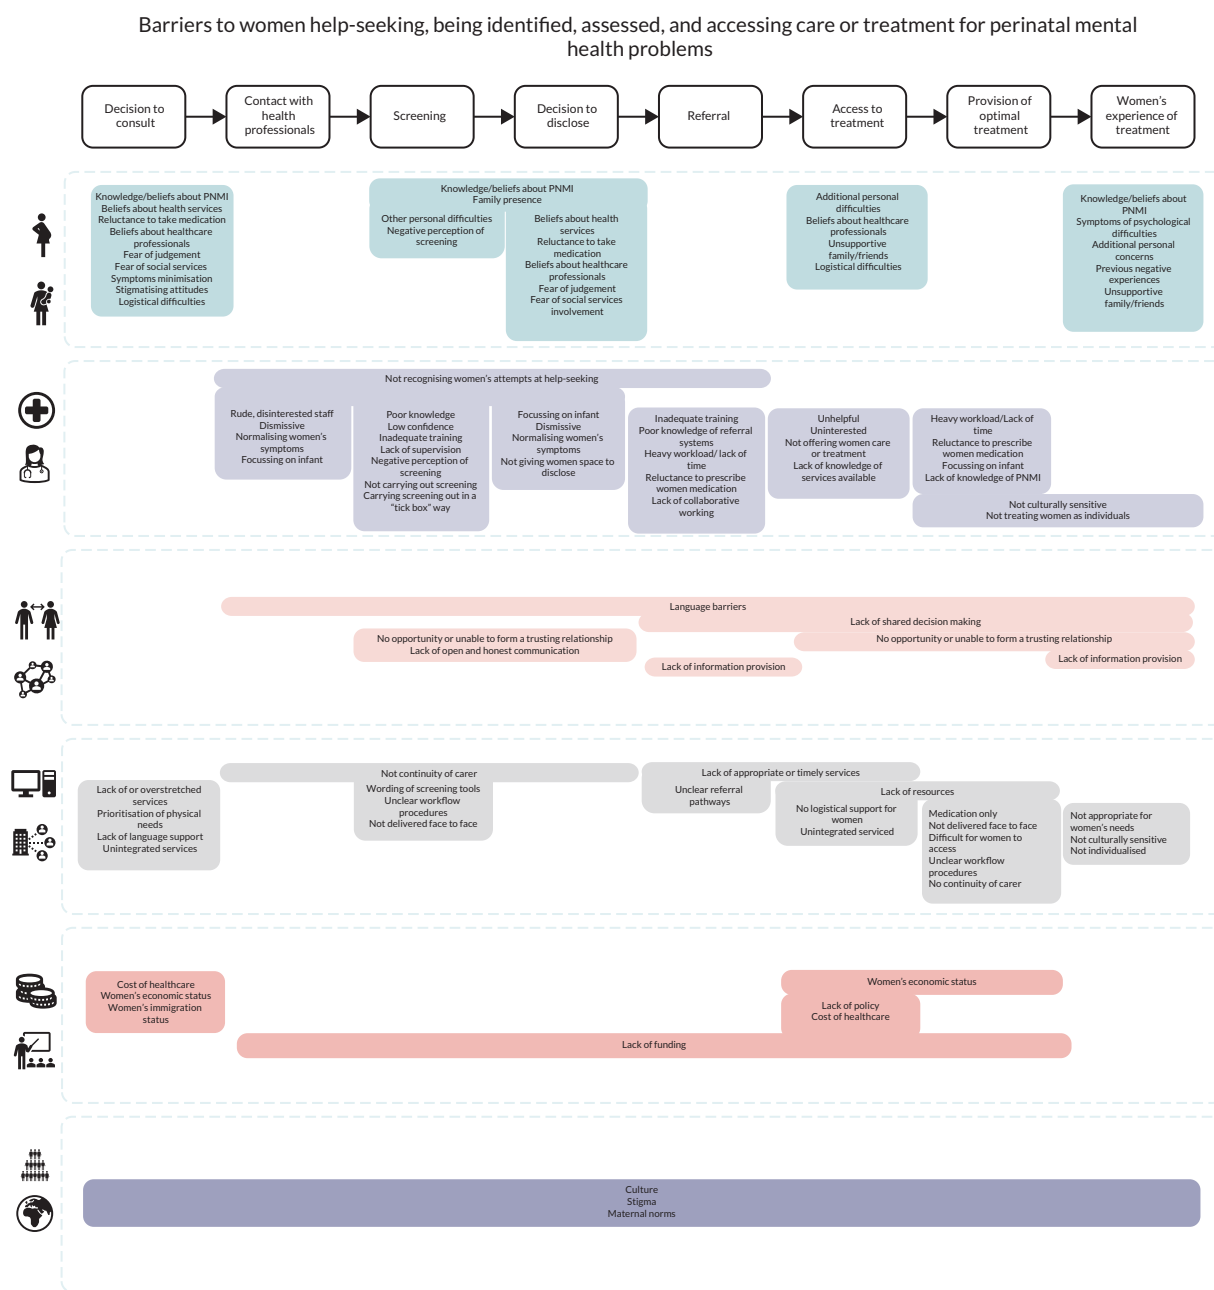 Barriers to women help-seeking, being identified, assessed, and accessing care or treatment for perinatal mental
health problems
Decision to
consult
Contact with
health
professionals
Screening
Decision to
disclose
Referral
Access to
treatment
Provision of
optimal
treatment
Women's
experience of
treatment
Knowledge/beliefs about PNMI
Beliefs about health services
Reluctance to take medication
Beliefs about healthcare
professionals
Fear of judgement
Fear of social services
Symptoms minimisation
Stigmatising attitudes
Logistical difficulties
Knowledge/beliefs about PNMI
Family presence
Other personal difficulties
Negative perception of
screening
Beliefs about health
services
Reluctance to take
medication
Beliefs about healthcare
professionals
Fear of judgement
Fear of social services
involvement
Additional personal
difficulties
Beliefs about healthcare
professionals
Unsupportive
family/friends
Logistical difficulties
Knowledge/beliefs about
PNMI
Symptoms of psychological
difficulties
Additional personal
concerns
Previous negative
experiences
Unsupportive
family/friends
Not recognising women's attempts at help-seeking
Rude, disinterested staff
Dismissive
Normalising women's
symptoms
Focussing on infant
Poor knowledge
Low confidence
Inadequate training
Lack of supervision
Negative perception of
screening
Not carrying out screening
Carrying screening out in a
"tick box" way
Focussing on infant
Dismissive
Normalising women's
symptoms
Not giving women space to
disclose
Inadequate training
Poor knowledge of referral
systems
Heavy workload/ lack of
time
Reluctance to prescribe
women medication
Lack of collaborative
working
Unhelpful
Uninterested
Not offering women care
or treatment
Lack of knowledge of
services available
Heavy workload/Lack of
time
Reluctance to prescribe
women medication
Focussing on infant
Lack of knowledge of PNMI
Not culturally sensitive
Not treating women as individuals
Language barriers
Lack of shared decision making
No opportunity or unable to form a trusting relationship
Lack of open and honest communication
No opportunity or unable to form a trusting relationship
Lack of information provision
Lack of information provision
Not continuity of carer
Lack of or overstretched
services
Prioritisation of physical
needs
Lack of language support
Unintegrated services
Wording of screening tools
Unclear workflow
procedures
Not delivered face to face
Lack of appropriate or timely services
Unclear referral
pathways
Lack of resources
No logistical support for
women
Unintegrated serviced
Medication only
Not delivered face to face
Difficult for women to
access
Unclear workflow
procedures
No continuity of carer
Not appropriate for
women's needs
Not culturally sensitive
Not individualised
Cost of healthcare
Women's economic status
Women's immigration
status
Women's economic status
Lack of policy
Cost of healthcare
Lack of funding
Culture
Stigma
Maternal norms